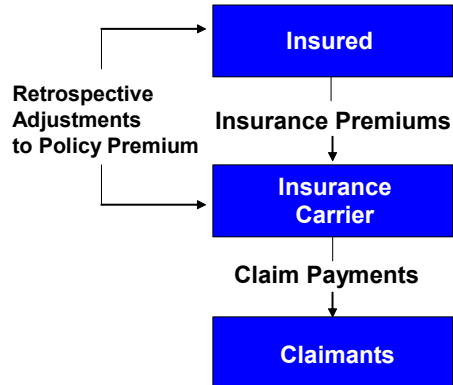 Insured
Retrospective
Adjustments
to Policy Premium
Insurance Premiums
Insurance
Carrier
Claim Payments
Claimants